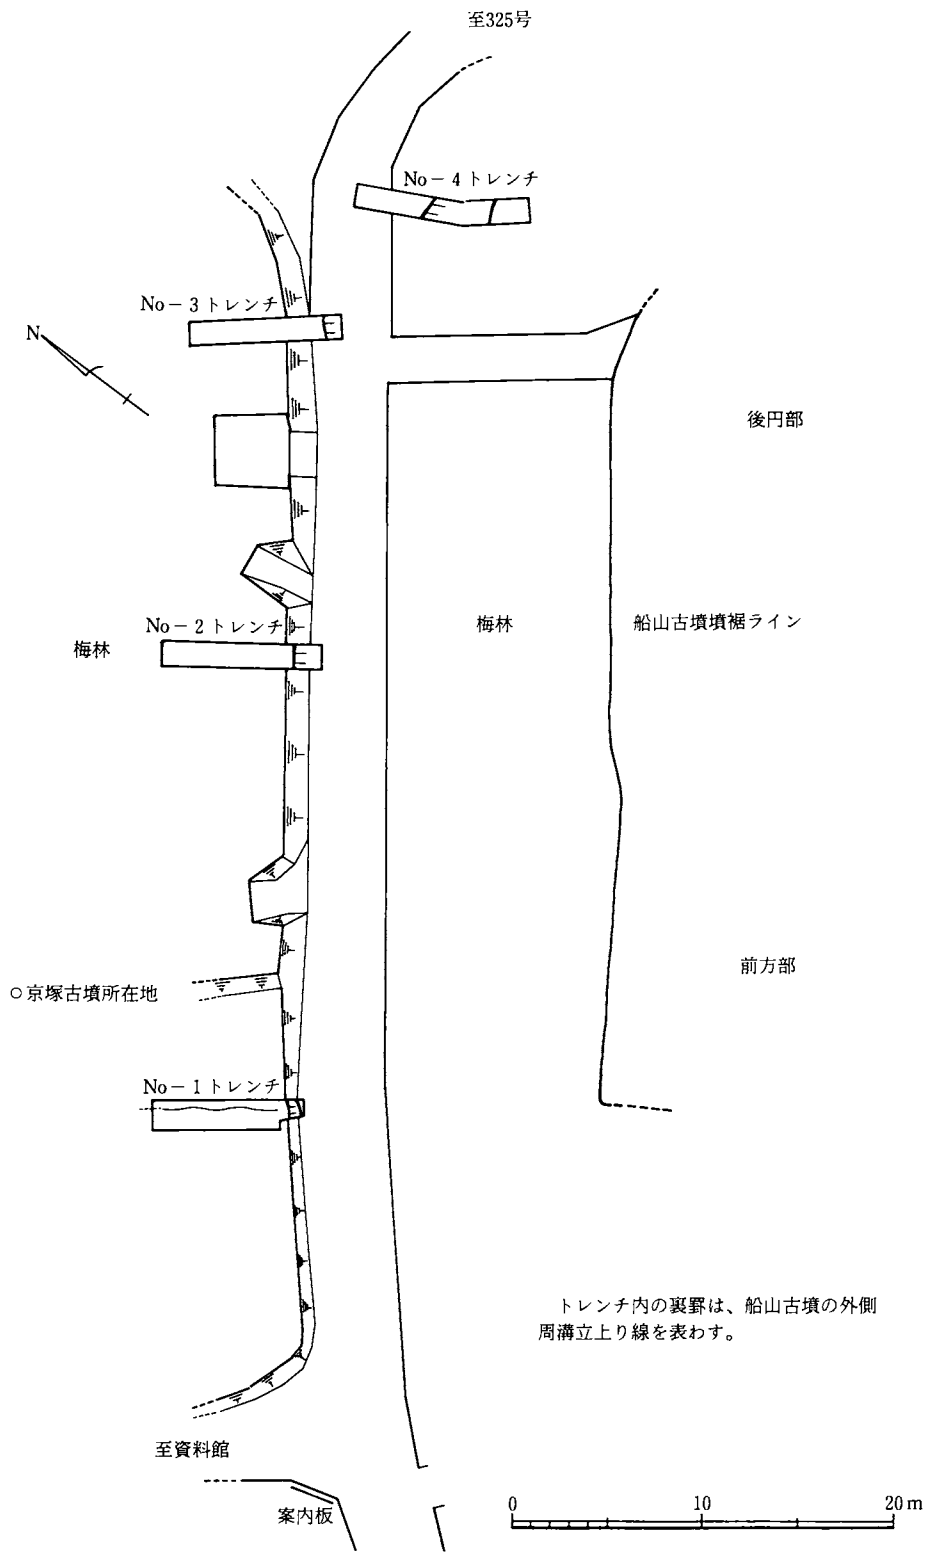 至325号
No－4トレンチ
No－3トレンチ
N
後円部
No－2トレンチ
梅林
梅林
船山古墳墳裾ライン
前方部
○京塚古墳所在地
No－1トレンチ
トレンチ内の裏罫は、船山古墳の外側
周溝立上り線を表わす。
至資料館
案内板
0 10 20m